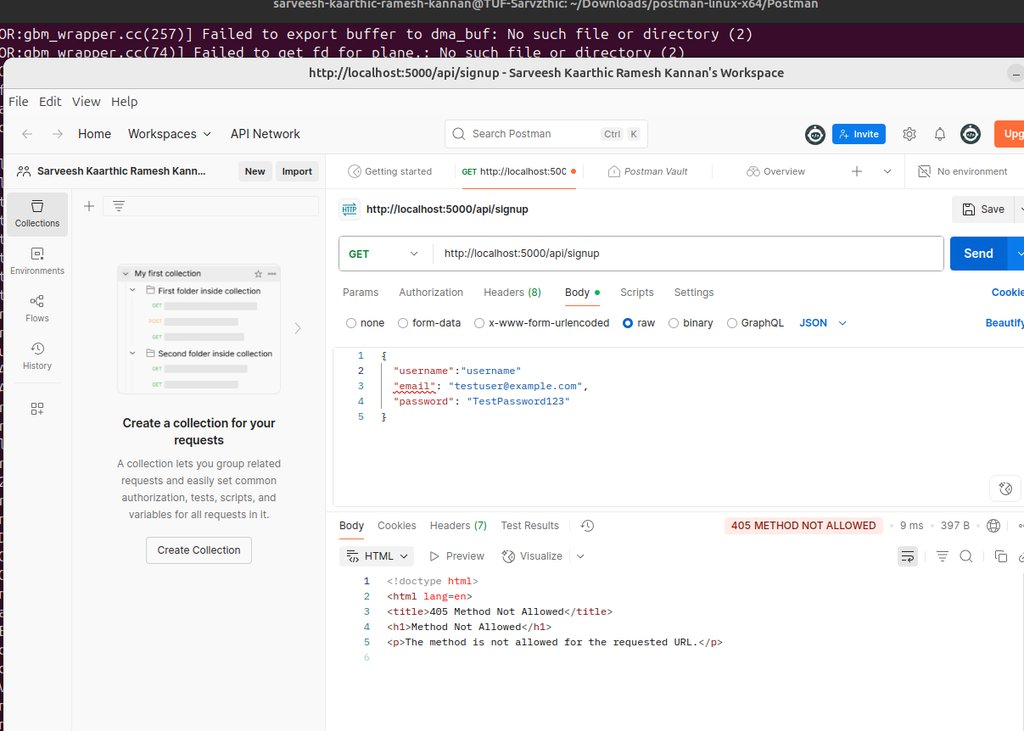 sarveesh-kaarthic-ramesh-kannan@TUF-Sarvzthic: ~/Downloads/postman-linux-x64/Postman
OR:gbm_wrapper.cc(257)] Failed to export buffer to dma_buf: No such file or directory (2)
OR:gbm_wrapper.cc(74)] Failed to get fd for plane.: No such file or directory (2)
http://localhost:5000/api/signup - Sarveesh Kaarthic Ramesh Kannan's Workspace
File Edit View Help
Home Workspaces API Network Search Postman Ctrl K Invite Upg
Sarveesh Kaarthic Ramesh Kann... New Import Getting started GET http://localhost:500 Postman Vault Overview No environment
Collections
Environments
Flows
History
My first collection
First folder inside collection
GET
POST
GET
Second folder inside collection
GET
GET
Create a collection for your
requests
A collection lets you group related
requests and easily set common
authorization, tests, scripts, and
variables for all requests in it.
Create Collection
HTTP http://localhost:5000/api/signup Save
GET http://localhost:5000/api/signup Send
Params Authorization Headers (8) Body Scripts Settings Cookie
none form-data x-www-form-urlencoded raw binary GraphQL JSON Beautify
1 {
2 "username":"username"
3 "email": "testuser@example.com",
4 "password": "TestPassword123"
5 }
Body Cookies Headers (7) Test Results 405 METHOD NOT ALLOWED 9 ms 397 B
HTML Preview Visualize
1 <!doctype html>
2 <html lang=en>
3 <title>405 Method Not Allowed</title>
4 <h1>Method Not Allowed</h1>
5 <p>The method is not allowed for the requested URL.</p>
6